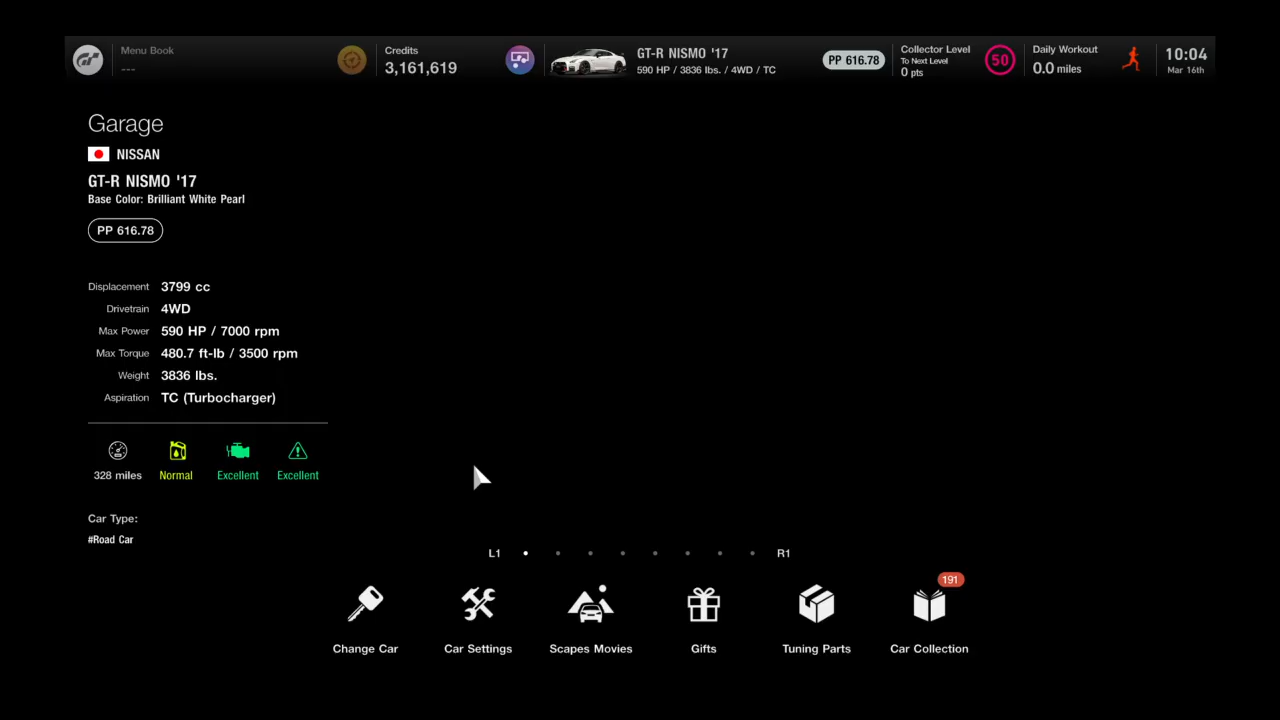 Menu Book
---
Credits
3,161,619
GT-R NISMO '17
590 HP / 3836 lbs. / 4WD / TC
PP 616.78
Collector Level
To Next Level
0 pts
50
Daily Workout
0.0 miles
10:04
Mar 16th
Garage
NISSAN
GT-R NISMO '17
Base Color: Brilliant White Pearl
PP 616.78
Displacement 3799 cc
Drivetrain 4WD
Max Power 590 HP / 7000 rpm
Max Torque 480.7 ft-lb / 3500 rpm
Weight 3836 lbs.
Aspiration TC (Turbocharger)
328 miles Normal Excellent Excellent
Car Type:
#Road Car
L1 R1
191
Change Car Car Settings Scapes Movies Gifts Tuning Parts Car Collection